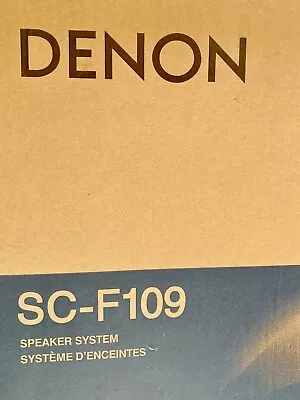 DENON
SC-F109
SPEAKER SYSTEM
SYSTÈME D'ENCEINTES